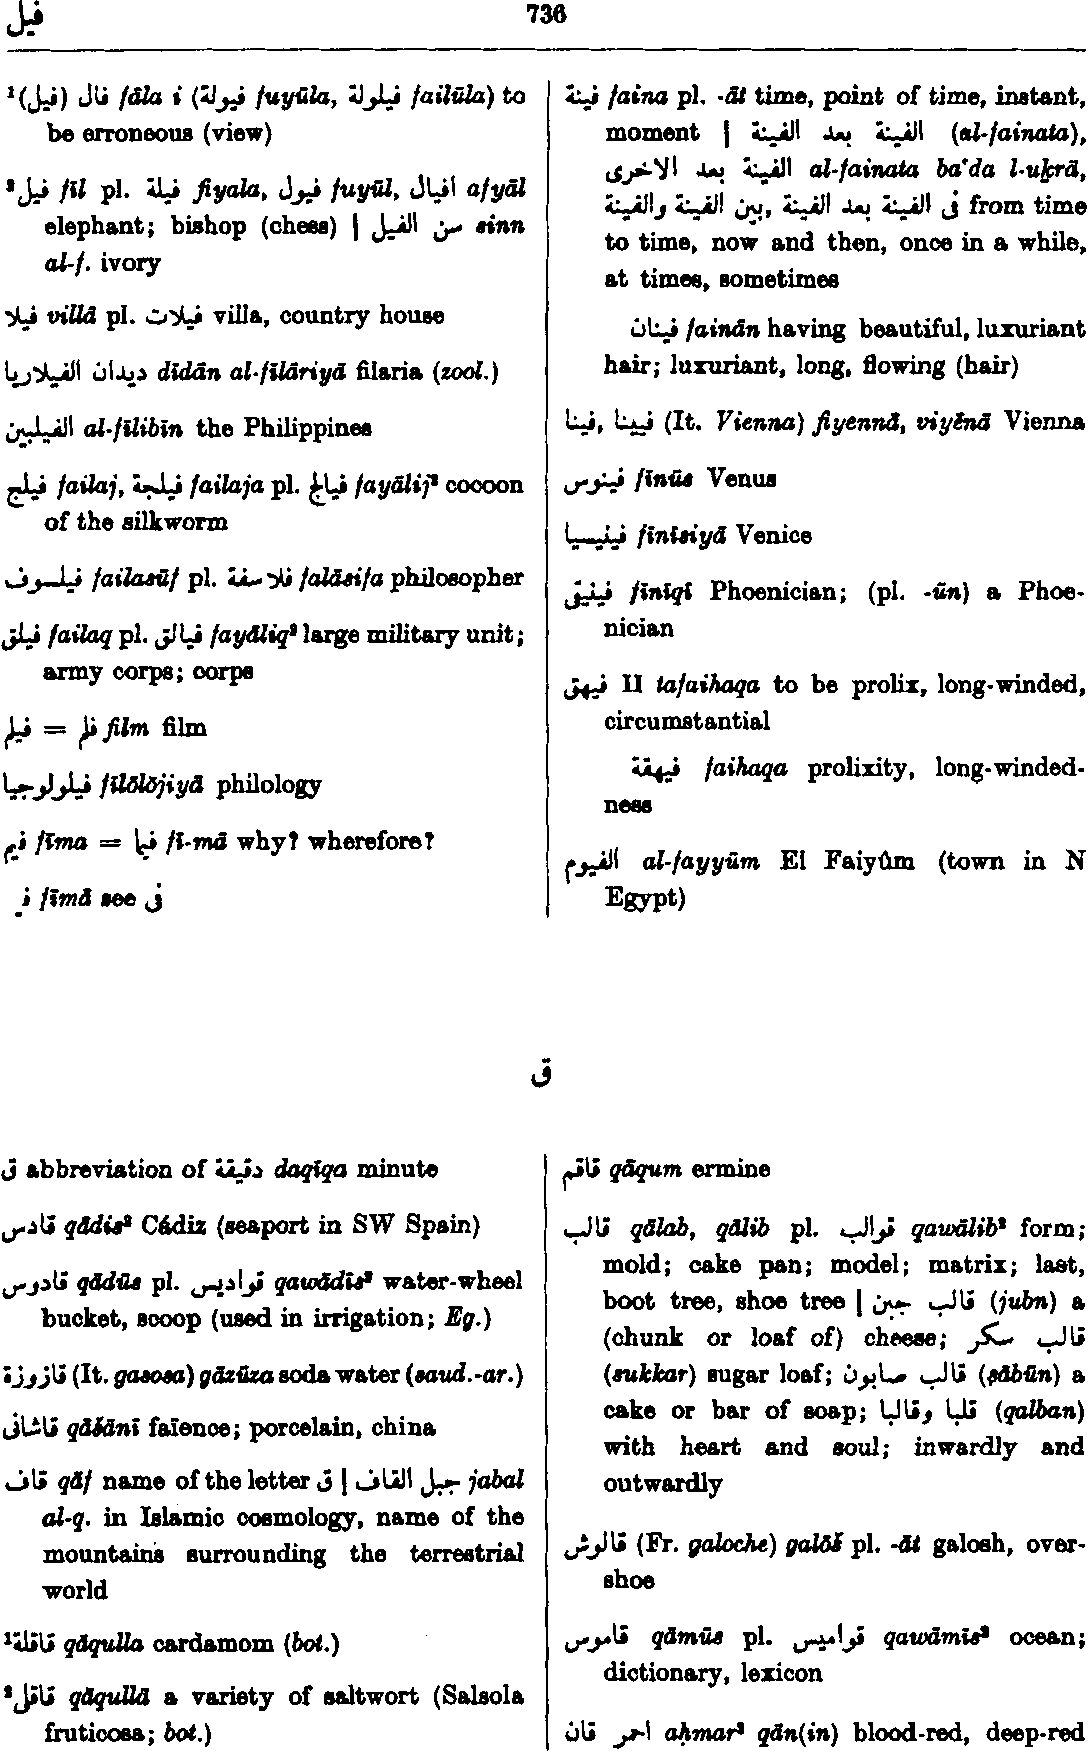 فيل
736
¹(فيل) فال fāla i (فيولة fuyūla, فيلولة failūla) to
be erroneous (view)
²فيل fīl pl. فيلة fiyala, فيول fuyūl, افيال afyāl
elephant; bishop (chess) | سن الفيل sinn
al-f. ivory
فيلا villā pl. فيلات villa, country house
ديدان الفيلاريا dīdān al-fīlāriyā filaria (zool.)
الفيلبين al-fīlibīn the Philippines
فيلج failaj, فيلجة failaja pl. فيالج fayālij² cocoon
of the silkworm
فيلسوف failasūf pl. فلاسفة falāsifa philosopher
فيلق failaq pl. فيالق fayāliq² large military unit;
army corps; corps
فيلم = فلم film film
فيلولوجيا fīlōlōjiyā philology
فيم fīma = فيما fī-mā why? wherefore?
fīmā see فى
فينة faina pl. -āt time, point of time, instant,
moment | الفينة بعد الفينة (al-fainata),
الفينة بعد الاخرى al-fainata ba‘da l-uḵrā,
فى الفينة بعد الفينة, بين الفينة والفينة from time
to time, now and then, once in a while,
at times, sometimes
فينان fainān having beautiful, luxuriant
hair; luxuriant, long, flowing (hair)
فيينا, فينا (It. Vienna) fiyennā, viyēnā Vienna
فينوس fīnūs Venus
فينيسيا fīnīsiyā Venice
فينيقى fīnīqī Phoenician; (pl. -ūn) a Phoe-
nician
فيهق II tafaihaqa to be prolix, long-winded,
circumstantial
فيهقة faihaqa prolixity, long-winded-
ness
الفيوم al-fayyūm El Faiyûm (town in N
Egypt)
ق
ق abbreviation of دقيقة daqīqa minute
قادس qādis² Cádiz (seaport in SW Spain)
قادوس qādūs pl. قواديس qawādīs² water-wheel
bucket, scoop (used in irrigation; Eg.)
قازوزة (It. gasosa) gāzūza soda water (saud.-ar.)
قاشانى qāšānī faïence; porcelain, china
قاف qāf name of the letter ق | جبل القاف jabal
al-q. in Islamic cosmology, name of the
mountains surrounding the terrestrial
world
¹قاقلة qāqulla cardamom (bot.)
²قاقل qāqullā a variety of saltwort (Salsola
fruticosa; bot.)
قاقم qāqum ermine
قالب qālab, qālib pl. قوالب qawālib² form;
mold; cake pan; model; matrix; last,
boot tree, shoe tree | قالب جبن (jubn) a
(chunk or loaf of) cheese; قالب سكر
(sukkar) sugar loaf; قالب صابون (ṣābūn) a
cake or bar of soap; قلبا وقالبا (qalban)
with heart and soul; inwardly and
outwardly
قالوش (Fr. galoche) galōš pl. -āt galosh, over-
shoe
قاموس qāmūs pl. قواميس qawāmīs² ocean;
dictionary, lexicon
احمر قان aḥmar² qān(in) blood-red, deep-red